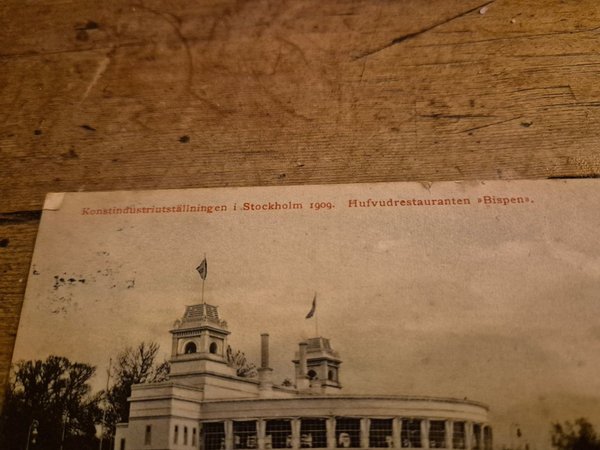 Konstindustriutställningen i Stockholm 1909. Hufvudrestauranten »Bispen«.